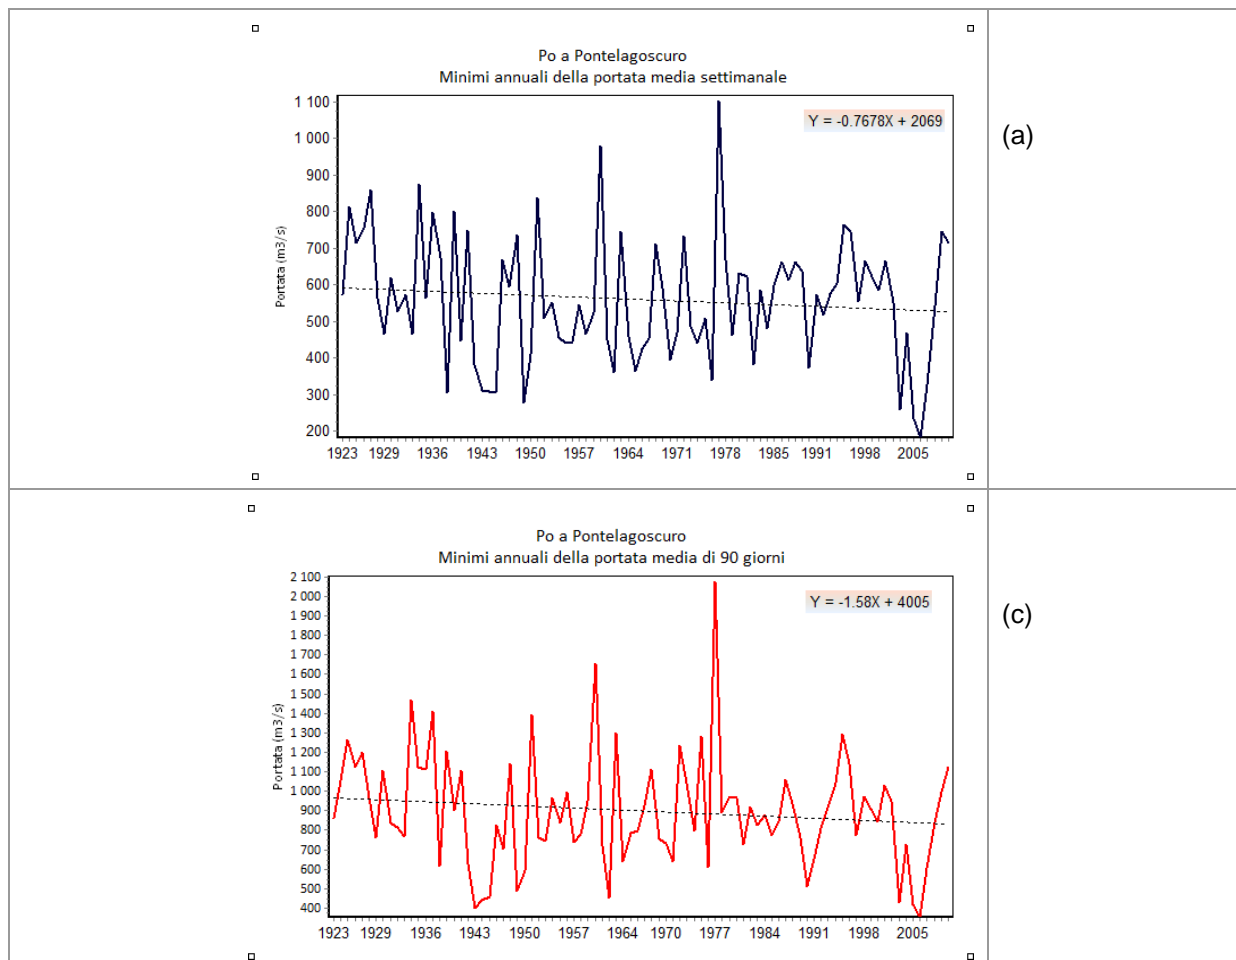 Po a Pontelagoscuro
Minimi annuali della portata media settimanale
Y = -0.7678X + 2069
(a)
Portata (m3/s)
1 100
1 000
900
800
700
600
500
400
300
200
1923 1929 1936 1943 1950 1957 1964 1971 1978 1985 1991 1998 2005
Po a Pontelagoscuro
Minimi annuali della portata media di 90 giorni
Y = -1.58X + 4005
(c)
Portata (m3/s)
2 100
2 000
1 900
1 800
1 700
1 600
1 500
1 400
1 300
1 200
1 100
1 000
900
800
700
600
500
400
1923 1929 1936 1943 1950 1957 1964 1970 1977 1984 1991 1998 2005